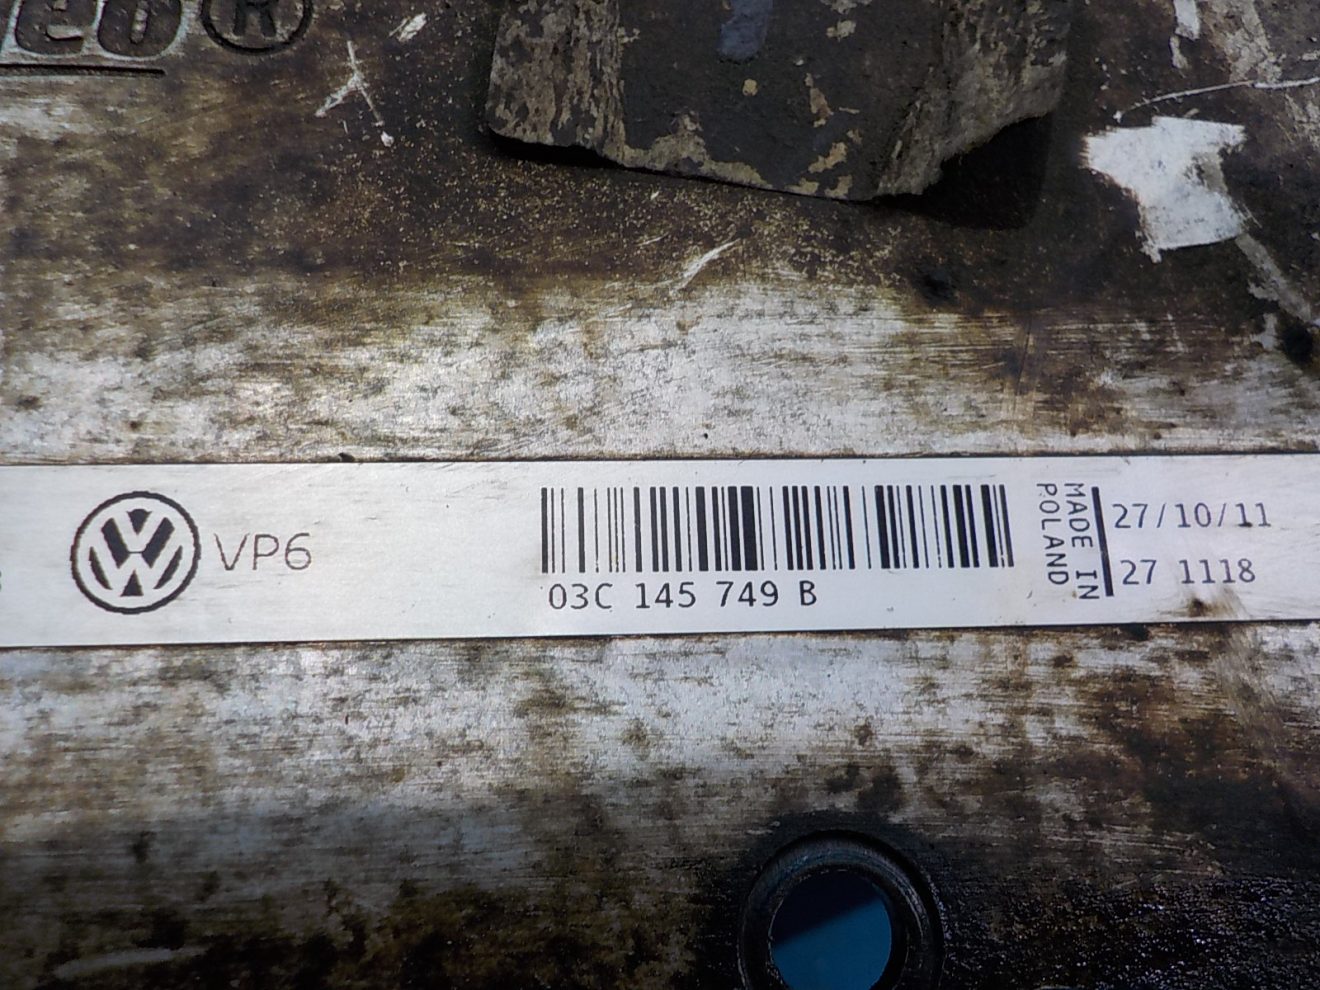 ®
VP6
03C 145 749 B
MADE IN
POLAND
27/10/11
27 1118